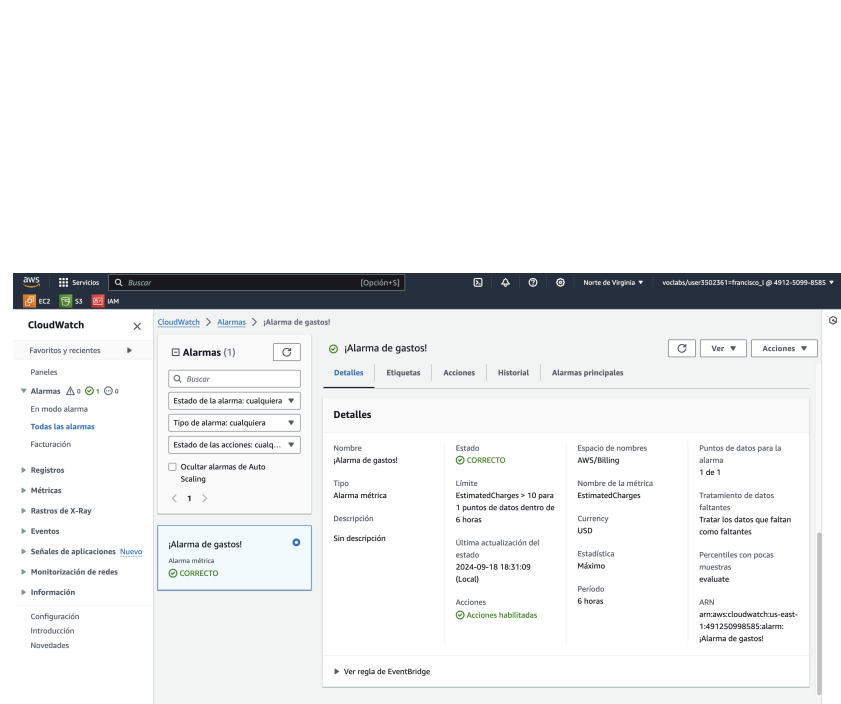 aws
Servicios
Buscar
[Opción+S]
Norte de Virginia
voclabs/user3502361=francisco_l @ 4912-5099-8585
EC2
S3
IAM
CloudWatch
Favoritos y recientes
Paneles
Alarmas 0 1 0
En modo alarma
Todas las alarmas
Facturación
Registros
Métricas
Rastros de X-Ray
Eventos
Señales de aplicaciones Nuevo
Monitorización de redes
Información
Configuración
Introducción
Novedades
CloudWatch > Alarmas > ¡Alarma de gastos!
Alarmas (1)
Buscar
Estado de la alarma: cualquiera
Tipo de alarma: cualquiera
Estado de las acciones: cualq...
Ocultar alarmas de Auto
Scaling
< 1 >
¡Alarma de gastos!
Alarma métrica
CORRECTO
¡Alarma de gastos!
Ver
Acciones
Detalles
Etiquetas
Acciones
Historial
Alarmas principales
Detalles
Nombre
¡Alarma de gastos!
Tipo
Alarma métrica
Descripción
Sin descripción
Estado
CORRECTO
Límite
EstimatedCharges > 10 para
1 puntos de datos dentro de
6 horas
Última actualización del
estado
2024-09-18 18:31:09
(Local)
Acciones
Acciones habilitadas
Espacio de nombres
AWS/Billing
Nombre de la métrica
EstimatedCharges
Currency
USD
Estadística
Máximo
Período
6 horas
Puntos de datos para la
alarma
1 de 1
Tratamiento de datos
faltantes
Tratar los datos que faltan
como faltantes
Percentiles con pocas
muestras
evaluate
ARN
arn:aws:cloudwatch:us-east-
1:491250998585:alarm:
¡Alarma de gastos!
Ver regla de EventBridge